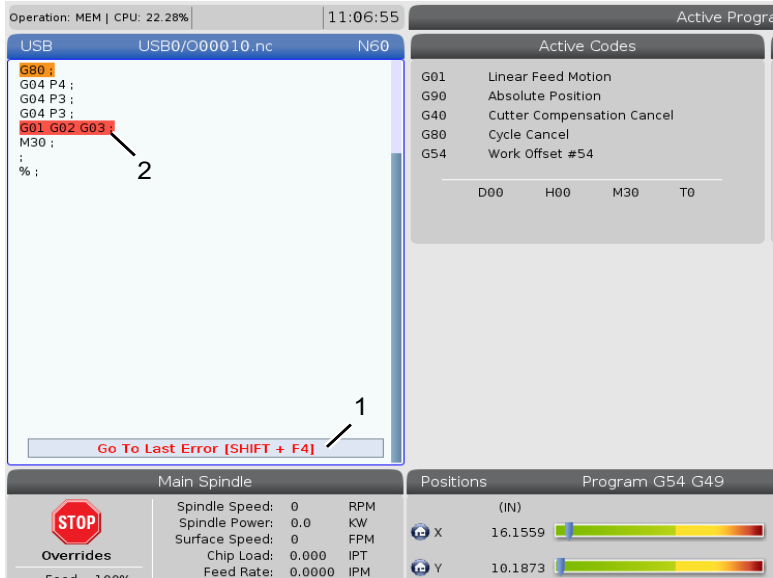 Operation: MEM | CPU: 22.28%
11:06:55
Active Progra
USB USB0/O00010.nc N60
G80 ;
G04 P4 ;
G04 P3 ;
G04 P3 ;
G01 G02 G03 ;
M30 ;
;
% ;
2
1
Go To Last Error [SHIFT + F4]
Active Codes
G01 Linear Feed Motion
G90 Absolute Position
G40 Cutter Compensation Cancel
G80 Cycle Cancel
G54 Work Offset #54
D00 H00 M30 T0
Main Spindle
STOP
Overrides
Feed 100%
Spindle Speed: 0 RPM
Spindle Power: 0.0 KW
Surface Speed: 0 FPM
Chip Load: 0.000 IPT
Feed Rate: 0.0000 IPM
Positions Program G54 G49
(IN)
X 16.1559
Y 10.1873